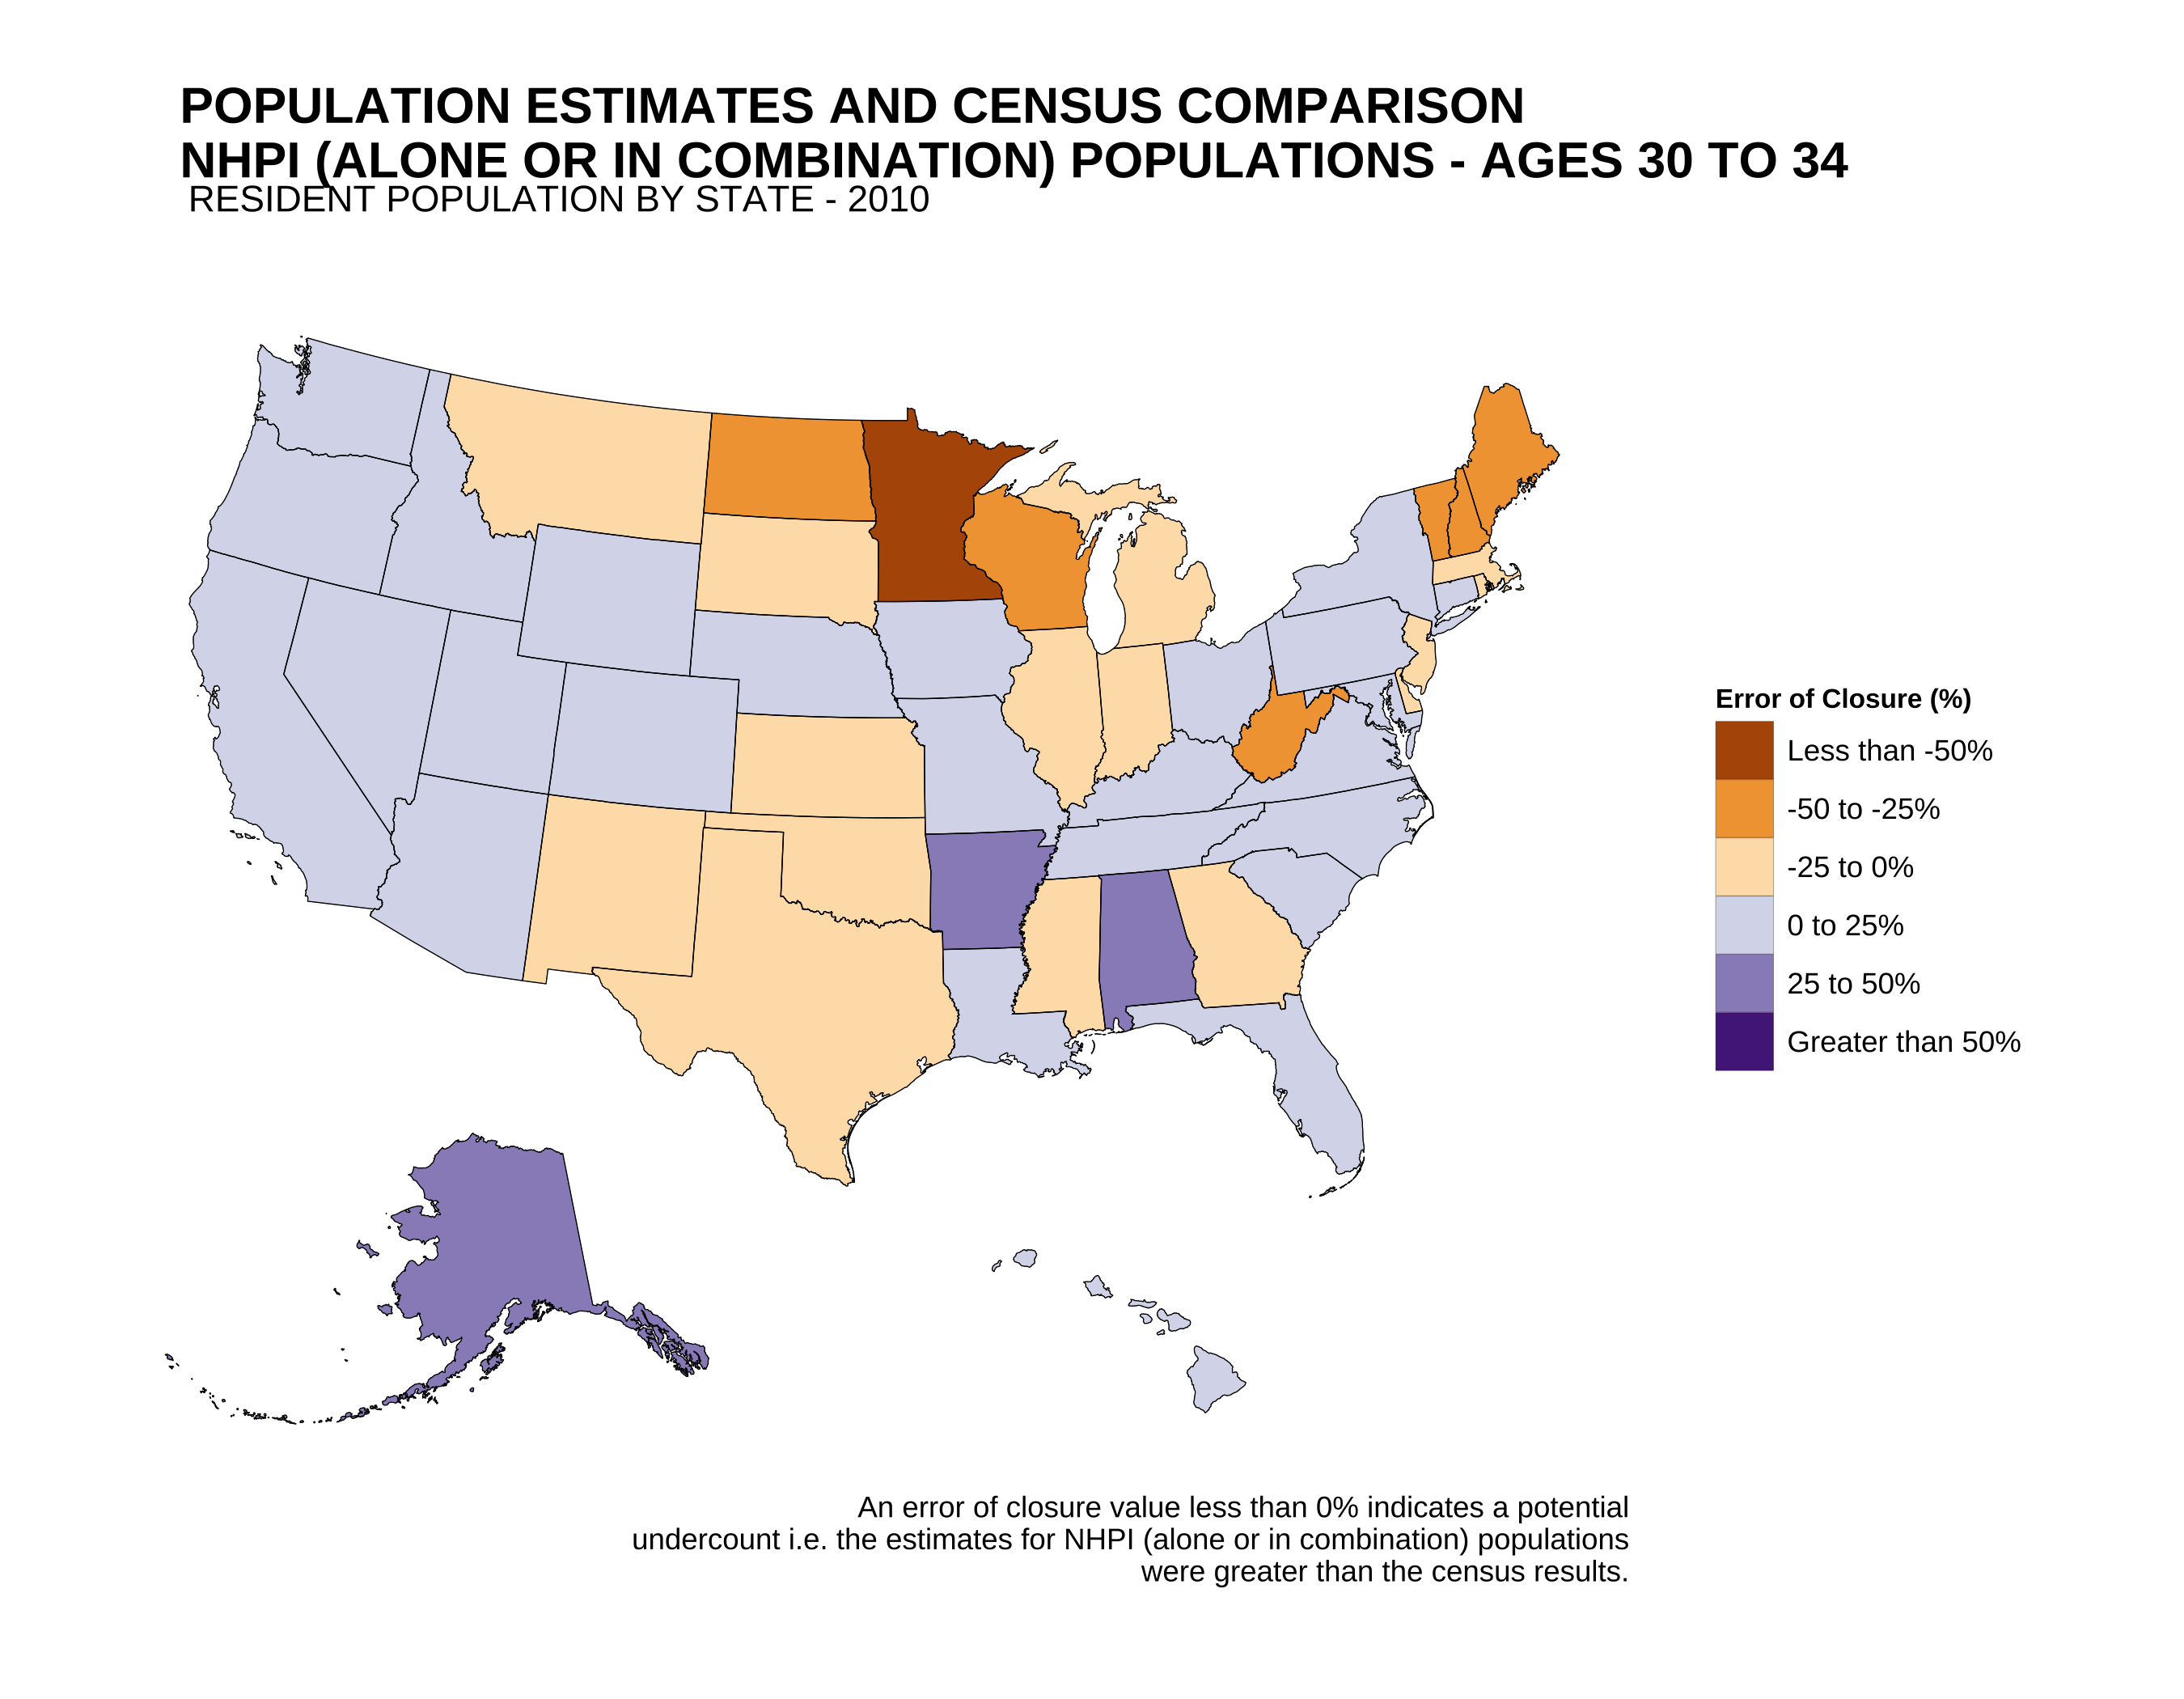 POPULATION ESTIMATES AND CENSUS COMPARISON
NHPI (ALONE OR IN COMBINATION) POPULATIONS - AGES 30 TO 34
RESIDENT POPULATION BY STATE - 2010
Error of Closure (%)
Less than -50%
-50 to -25%
-25 to 0%
0 to 25%
25 to 50%
Greater than 50%
An error of closure value less than 0% indicates a potential
undercount i.e. the estimates for NHPI (alone or in combination) populations
were greater than the census results.